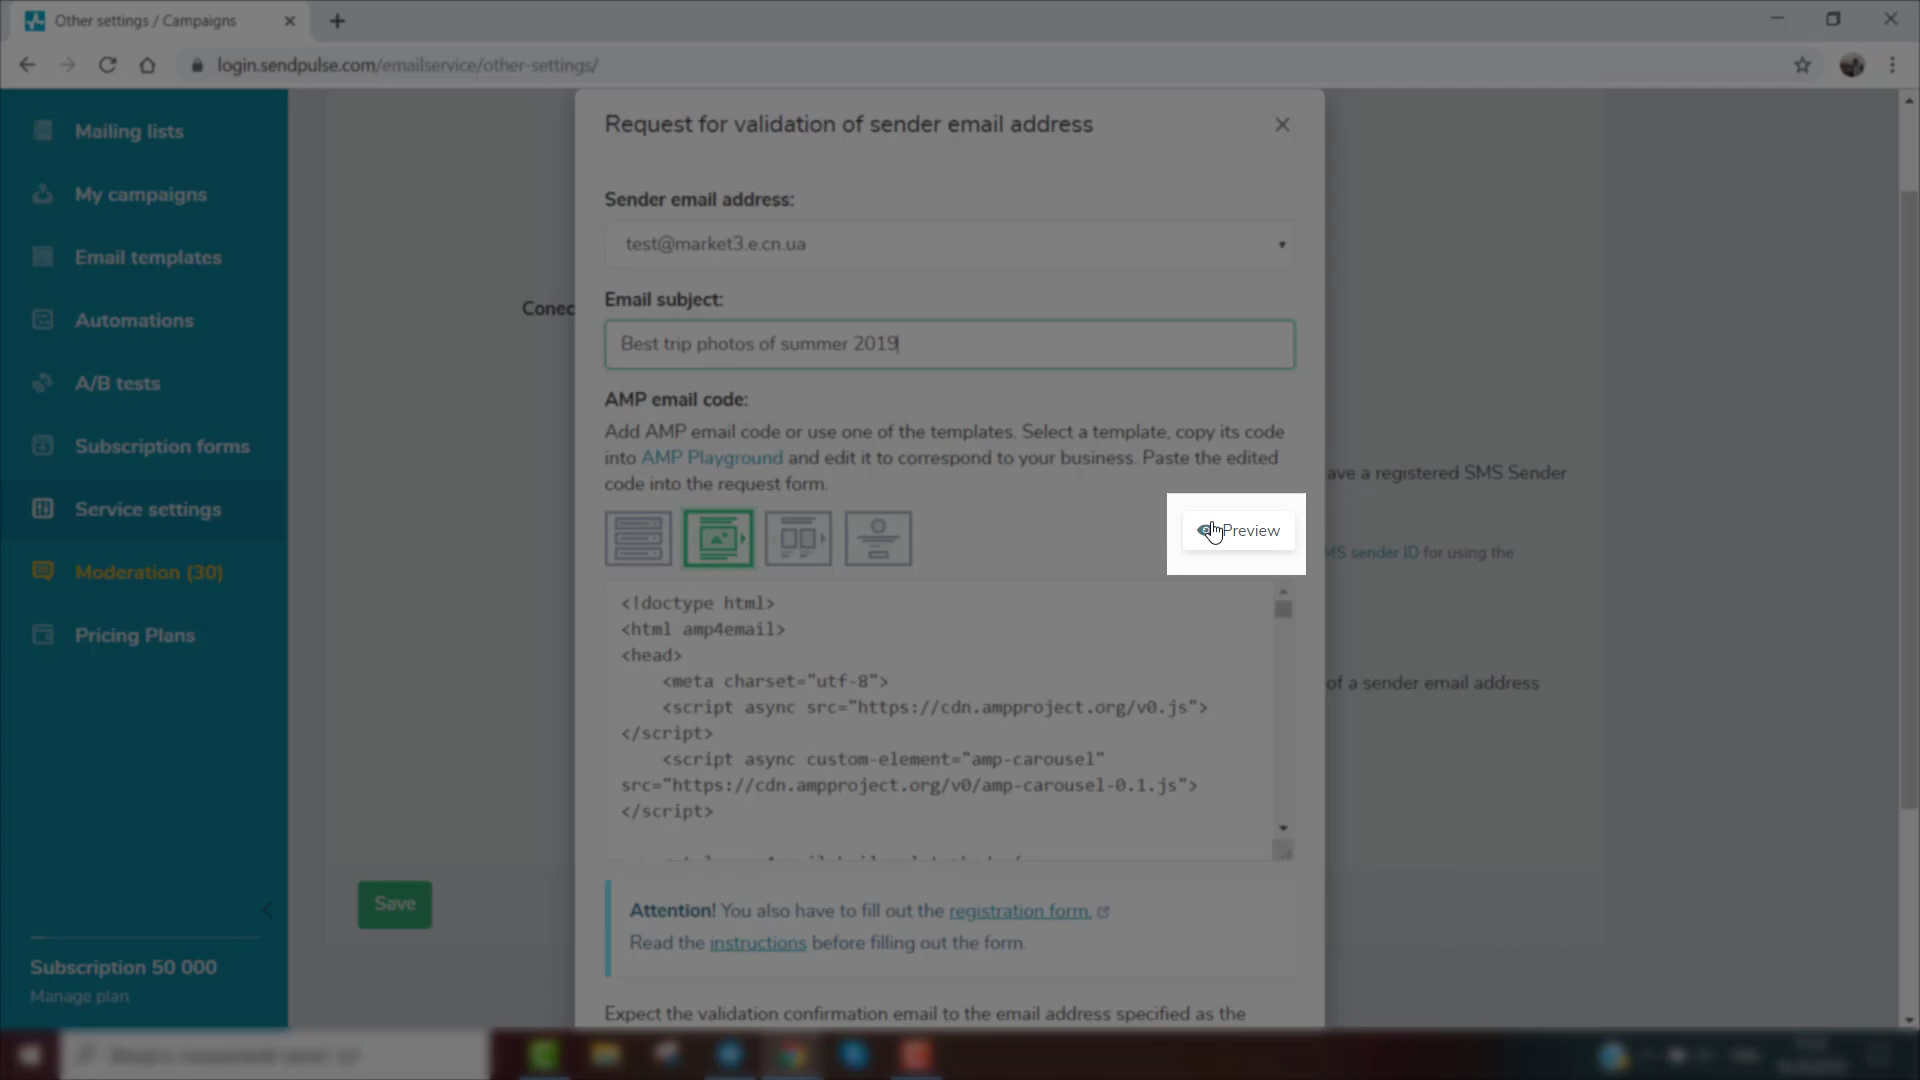 Other settings / Campaigns
login.sendpulse.com/emailservice/other-settings/
Mailing lists
My campaigns
Email templates
Automations
A/B tests
Subscription forms
Service settings
Moderation (30)
Pricing Plans
Subscription 50 000
Manage plan
Conec
Save
Request for validation of sender email address
Sender email address:
test@market3.e.cn.ua
Email subject:
Best trip photos of summer 2019
AMP email code:
Add AMP email code or use one of the templates. Select a template, copy its code
into AMP Playground and edit it to correspond to your business. Paste the edited
code into the request form.
Preview
<!doctype html>
<html amp4email>
<head>
<meta charset="utf-8">
<script async src="https://cdn.ampproject.org/v0.js">
</script>
<script async custom-element="amp-carousel"
src="https://cdn.ampproject.org/v0/amp-carousel-0.1.js">
</script>
Attention! You also have to fill out the registration form.
Read the instructions before filling out the form.
Expect the validation confirmation email to the email address specified as the
ave a registered SMS Sender
MS sender ID for using the
of a sender email address